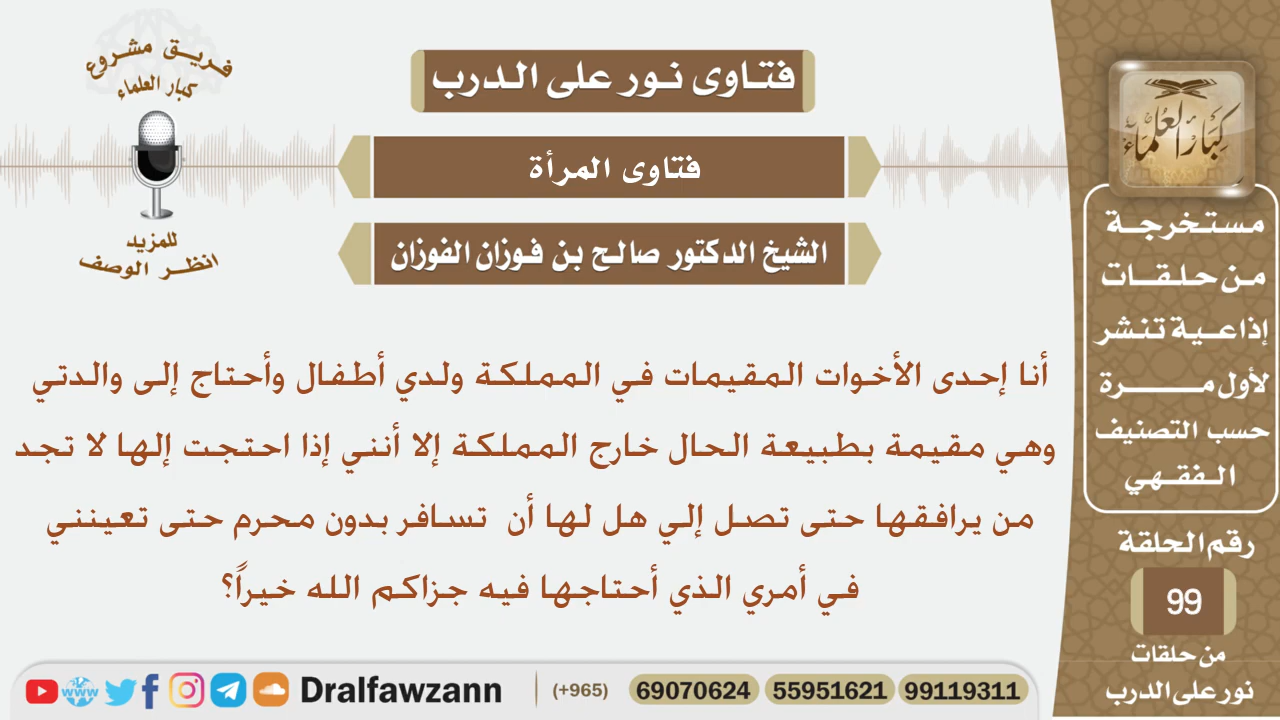 فريق مشروع
كبار العلماء
للمزيد
انظر الوصف
فتاوى نور على الدرب
فتاوى المرأة
الشيخ الدكتور صالح بن فوزان الفوزان
أنا إحدى الأخوات المقيمات في المملكة ولدي أطفال وأحتاج إلى والدتي
وهي مقيمة بطبيعة الحال خارج المملكة إلا أنني إذا احتجت إلها لا تجد
من يرافقها حتى تصل إلي هل لها أن تسافر بدون محرم حتى تعينني
في أمري الذي أحتاجها فيه جزاكم الله خيراً؟
كبار العلماء
مستخرجة
من حلقات
إذاعية تنشر
لأول مرة
حسب التصنيف
الفقهي
رقم الحلقة
99
من حلقات
نور على الدرب
www
Dralfawzann
(+965)
69070624
55951621
99119311